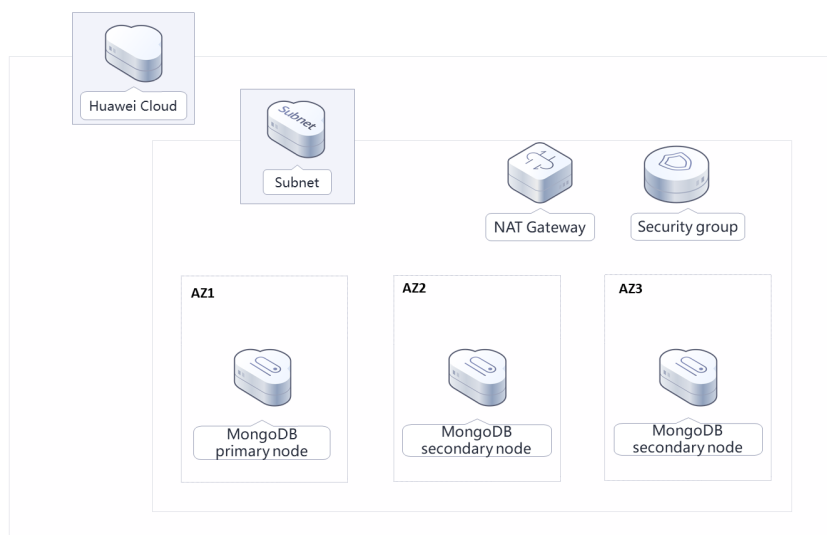 Huawei Cloud
Subnet
Subnet
NAT Gateway
Security group
AZ1
AZ2
AZ3
MongoDB
primary node
MongoDB
secondary node
MongoDB
secondary node